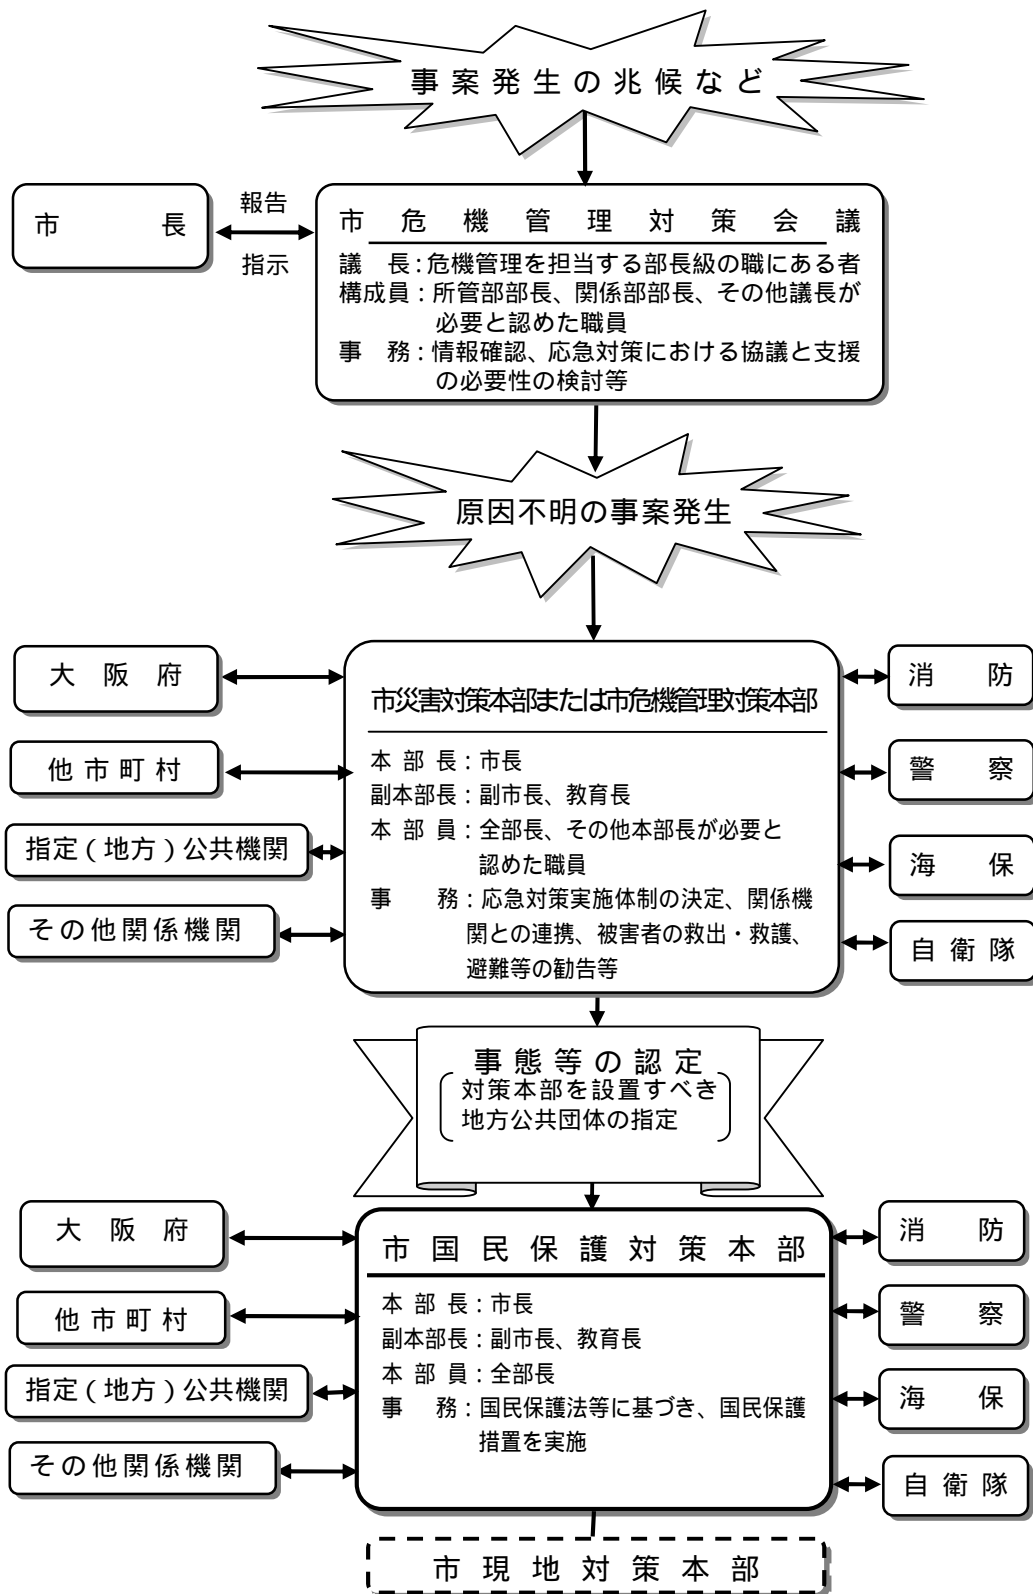 事案発生の兆候など
市長
報告
指示
市危機管理対策会議
議長：危機管理を担当する部長級の職にある者
構成員：所管部部長、関係部部長、その他議長が
必要と認めた職員
事務：情報確認、応急対策における協議と支援
の必要性の検討等
原因不明の事案発生
大阪府
他市町村
指定（地方）公共機関
その他関係機関
市災害対策本部または市危機管理対策本部
本部長：市長
副本部長：副市長、教育長
本部員：全部長、その他本部長が必要と
認めた職員
事務：応急対策実施体制の決定、関係機
関との連携、被害者の救出・救護、
避難等の勧告等
消防
警察
海保
自衛隊
事態等の認定
対策本部を設置すべき
地方公共団体の指定
大阪府
他市町村
指定（地方）公共機関
その他関係機関
市国民保護対策本部
本部長：市長
副本部長：副市長、教育長
本部員：全部長
事務：国民保護法等に基づき、国民保護
措置を実施
消防
警察
海保
自衛隊
市現地対策本部